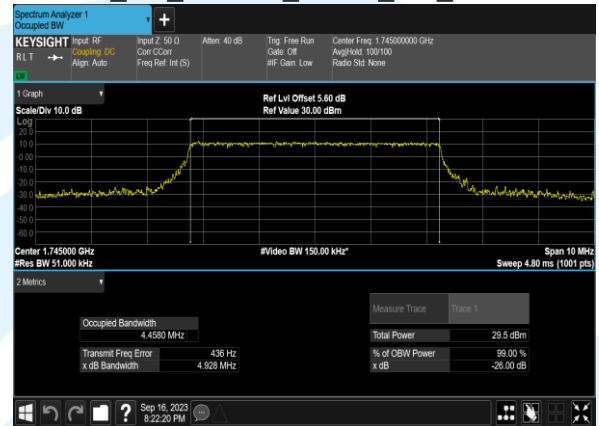 Spectrum Analyzer 1
Occupied BW
+
KEYSIGHT
RLT
LW
Input: RF
Coupling: DC
Align: Auto
Input Z: 50 Ω
Corr CCorr
Freq Ref: Int (S)
Atten: 40 dB
Trig: Free Run
Gate: Off
#IF Gain: Low
Center Freq: 1.745000000 GHz
Avg|Hold: 100/100
Radio Std: None
1 Graph
Scale/Div 10.0 dB
Ref Lvl Offset 5.60 dB
Ref Value 30.00 dBm
Log
20.0
10.0
0.00
-10.0
-20.0
-30.0
-40.0
-50.0
-60.0
Center 1.745000 GHz
#Res BW 51.000 kHz
#Video BW 150.00 kHz*
Span 10 MHz
Sweep 4.80 ms (1001 pts)
2 Metrics
Measure Trace Trace 1
Occupied Bandwidth
4.4580 MHz
Total Power 29.5 dBm
Transmit Freq Error 436 Hz
% of OBW Power 99.00 %
x dB Bandwidth 4.928 MHz
x dB -26.00 dB
?
Sep 16, 2023
8:22:20 PM